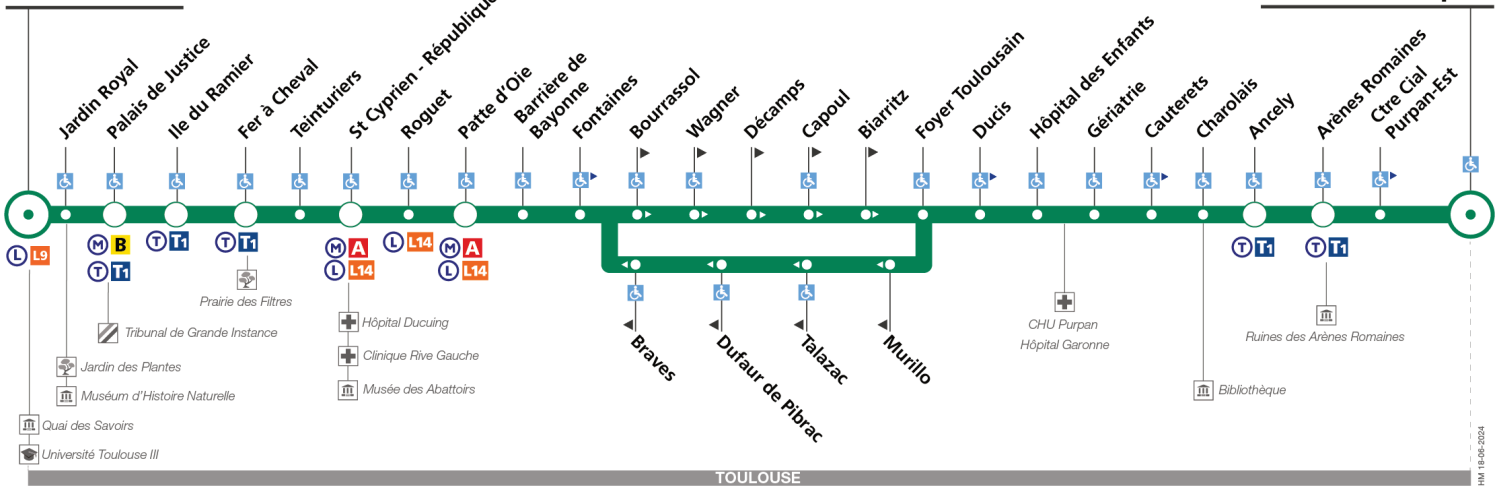 Jardin Royal
Palais de Justice
Ile du Ramier
Fer à Cheval
Teinturiers
St Cyprien - République
Roguet
Patte d'Oie
Barrière de
Bayonne
Fontaines
Bourrassol
Wagner
Décamps
Capoul
Biarritz
Foyer Toulousain
Ducis
Hôpital des Enfants
Gériatrie
Cauterets
Charolais
Ancely
Arènes Romaines
Ctre Cial
Purpan-Est
L L9
M B
T T1
T T1
T T1
M A
L L14
L L14
M A
L L14
T T1
T T1
Prairie des Filtres
Tribunal de Grande Instance
Jardin des Plantes
Muséum d'Histoire Naturelle
Quai des Savoirs
Université Toulouse III
Hôpital Ducuing
Clinique Rive Gauche
Musée des Abattoirs
Braves
Dufaur de Pibrac
Talazac
Murillo
CHU Purpan
Hôpital Garonne
Bibliothèque
Ruines des Arènes Romaines
TOULOUSE
HM 18-06-2024